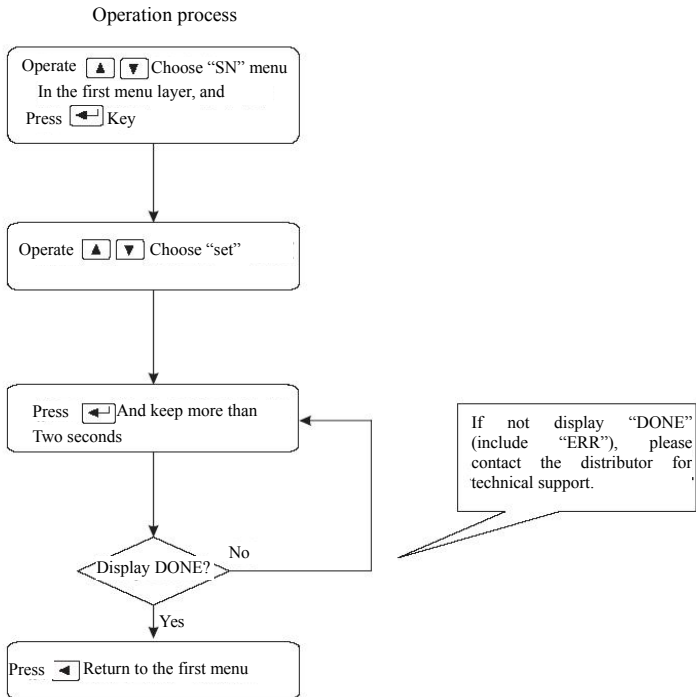 Operation process
Operate ▲ ▼ Choose “SN” menu
In the first menu layer, and
Press ↵ Key
Operate ▲ ▼ Choose “set”
Press ↵ And keep more than
Two seconds
If not display “DONE”
(include “ERR”), please
contact the distributor for
technical support.
No
Display DONE?
Yes
Press ◄ Return to the first menu